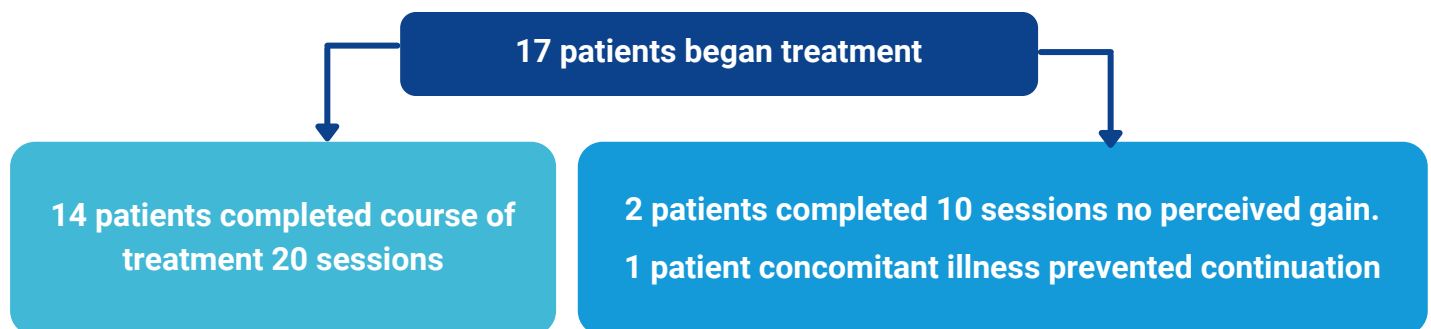 17 patients began treatment
14 patients completed course of
treatment 20 sessions
2 patients completed 10 sessions no perceived gain.
1 patient concomitant illness prevented continuation